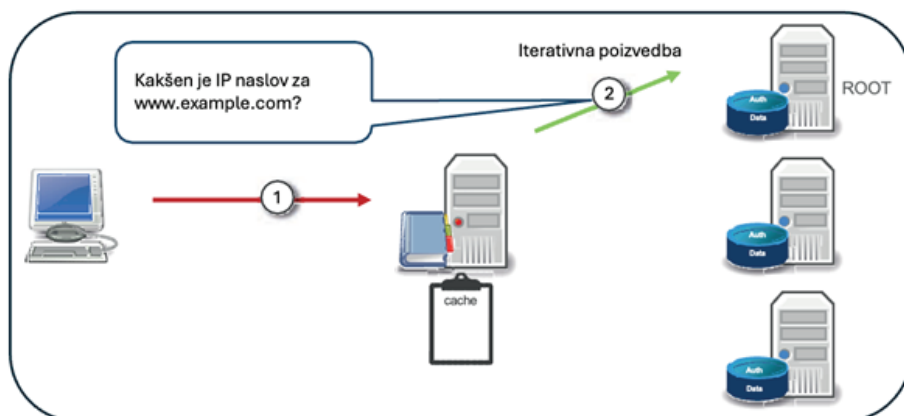 Iterativna poizvedba
Kakšen je IP naslov za
www.example.com?
2
Auth
Data
ROOT
1
cache
Auth
Data
Auth
Data